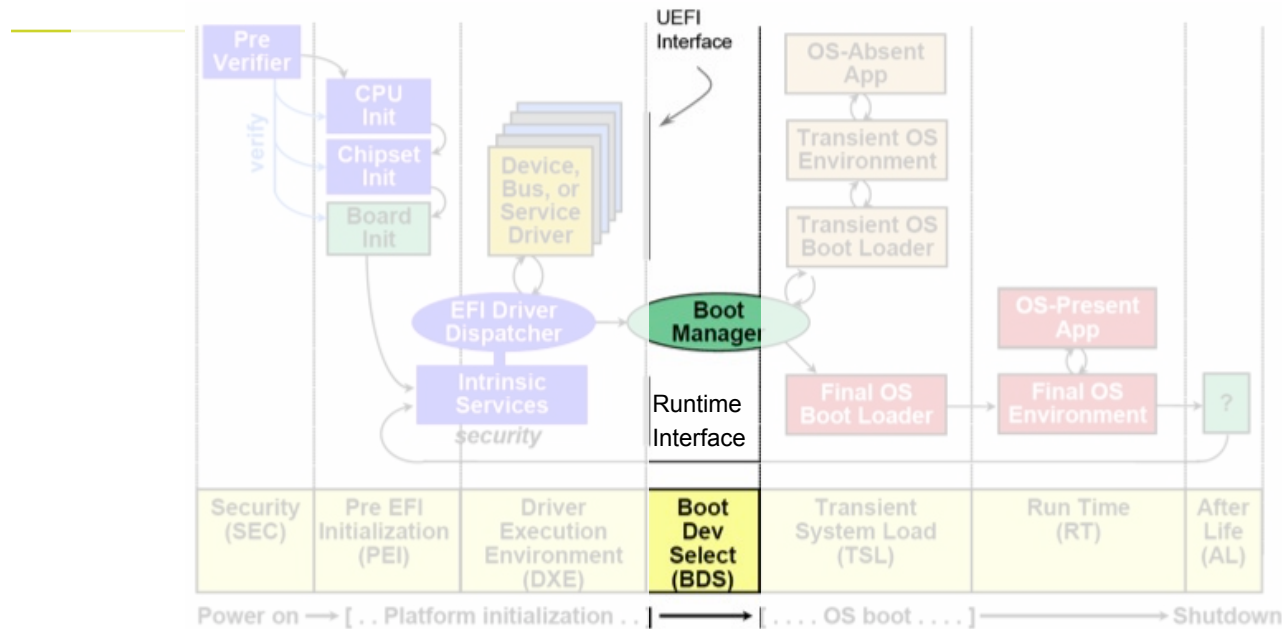 UEFI
Interface
Pre
Verifier
verify
CPU
Init
Chipset
Init
Board
Init
Device,
Bus, or
Service
Driver
EFI Driver
Dispatcher
Intrinsic
Services
security
Boot
Manager
Runtime
Interface
OS-Absent
App
Transient OS
Environment
Transient OS
Boot Loader
Final OS
Boot Loader
OS-Present
App
Final OS
Environment
?
Security
(SEC)
Pre EFI
Initialization
(PEI)
Driver
Execution
Environment
(DXE)
Boot
Dev
Select
(BDS)
Transient
System Load
(TSL)
Run Time
(RT)
After
Life
(AL)
Power on [ . . Platform initialization . . ] [ . . . . OS boot . . . . ] Shutdown